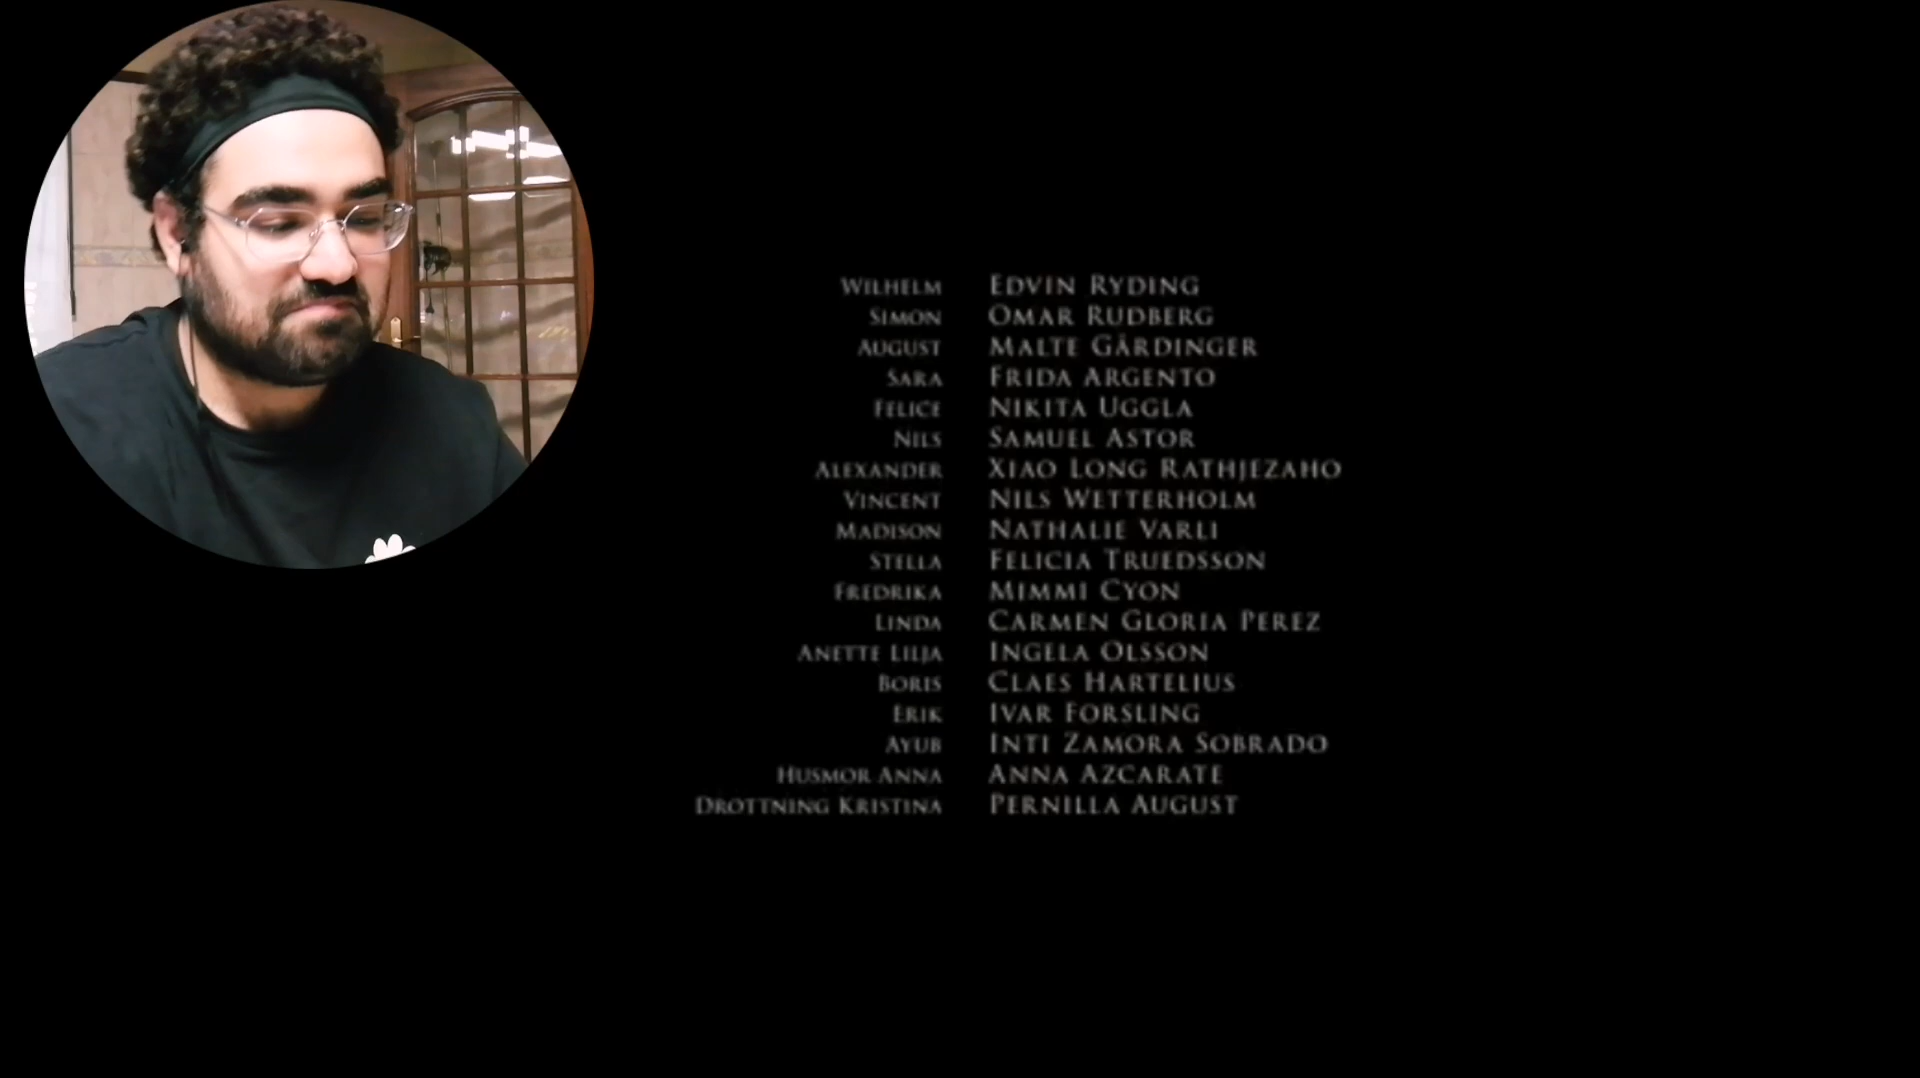 WILHELM EDVIN RYDING
SIMON OMAR RUDBERG
AUGUST MALTE GÅRDINGER
SARA FRIDA ARGENTO
FELICE NIKITA UGGLA
NILS SAMUEL ASTOR
ALEXANDER XIAO LONG RATHJEZAHO
VINCENT NILS WETTERHOLM
MADISON NATHALIE VARLI
STELLA FELICIA TRUEDSSON
FREDRIKA MIMMI CYON
LINDA CARMEN GLORIA PEREZ
ANETTE LILJA INGELA OLSSON
BORIS CLAES HARTELIUS
ERIK IVAR FORSLING
AYUB INTI ZAMORA SOBRADO
HUSMOR ANNA ANNA AZCARATE
DROTTNING KRISTINA PERNILLA AUGUST